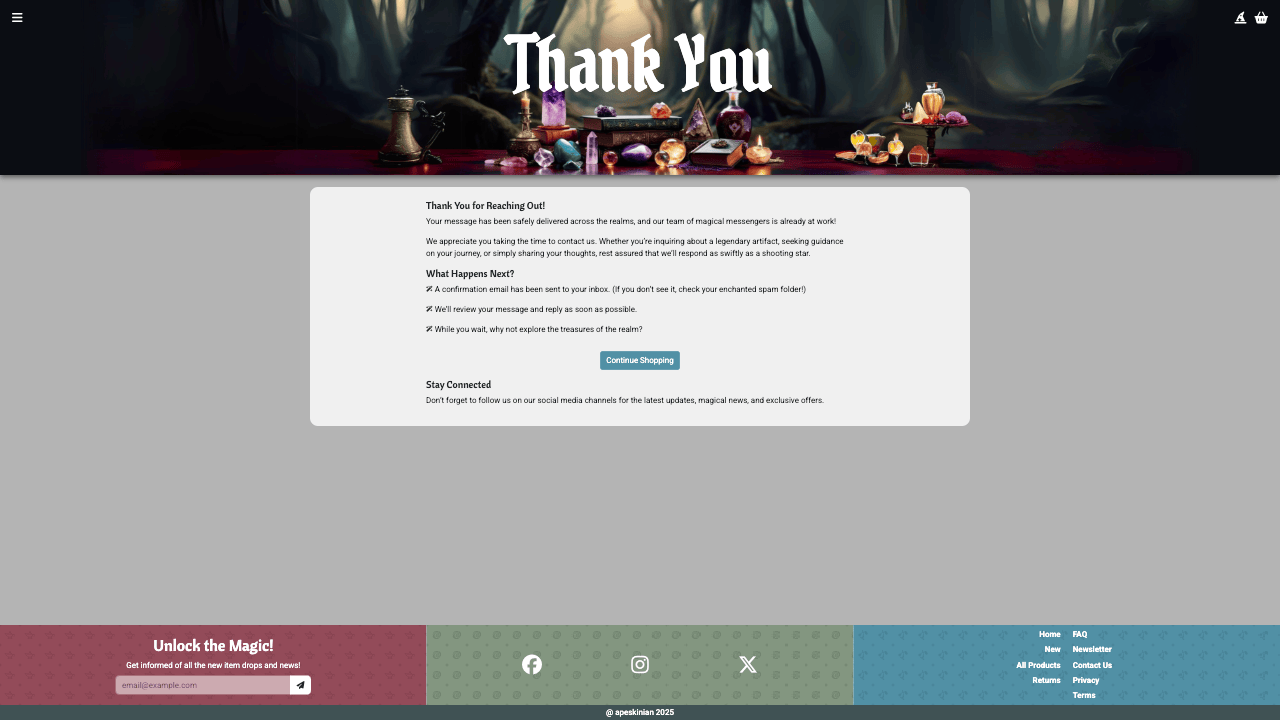 Thank You
Thank You for Reaching Out!
Your message has been safely delivered across the realms, and our team of magical messengers is already at work!
We appreciate you taking the time to contact us. Whether you're inquiring about a legendary artifact, seeking guidance
on your journey, or simply sharing your thoughts, rest assured that we'll respond as swiftly as a shooting star.
What Happens Next?
A confirmation email has been sent to your inbox. (If you don't see it, check your enchanted spam folder!)
We'll review your message and reply as soon as possible.
While you wait, why not explore the treasures of the realm?
Continue Shopping
Stay Connected
Don't forget to follow us on our social media channels for the latest updates, magical news, and exclusive offers.
Unlock the Magic!
Get informed of all the new item drops and news!
email@example.com
Home FAQ
New Newsletter
All Products Contact Us
Returns Privacy
Terms
@ apeskinian 2025